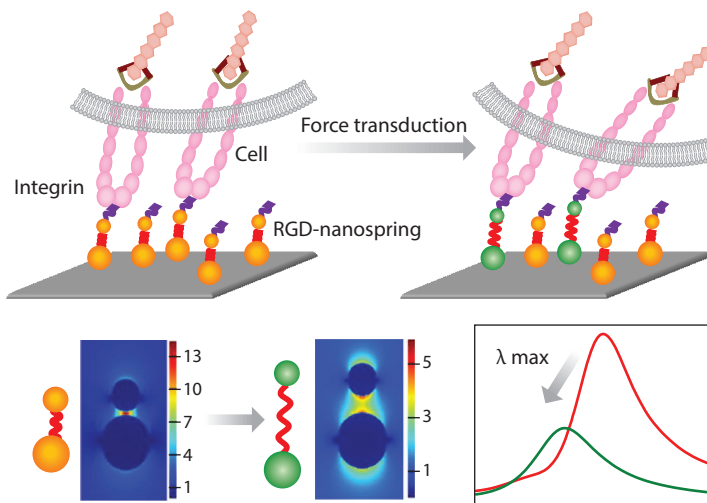 Force transduction
Cell
Integrin
RGD-nanospring
13
10
7
4
1
5
3
1
λ max